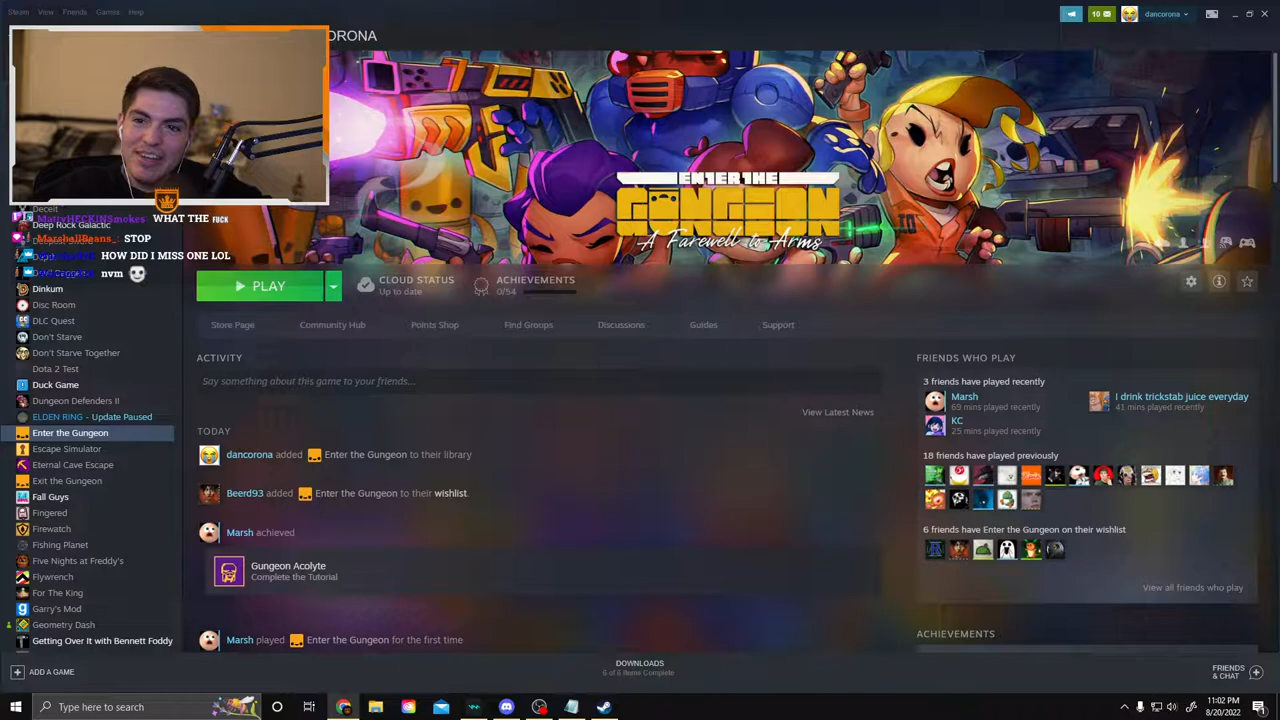 Steam View Friends Games Help
10 dancorona
ORONA
ENTER THE
GUNGEON
A Farewell to Arms
Deceit
MattyHECKINSmokes: WHAT THE FUCK
Deep Rock Galactic
MarshallBeans_: STOP
HOW DID I MISS ONE LOL
nvm
Dinkum
Disc Room
DLC Quest
Don't Starve
Don't Starve Together
Dota 2 Test
Duck Game
Dungeon Defenders II
ELDEN RING - Update Paused
Enter the Gungeon
Escape Simulator
Eternal Cave Escape
Exit the Gungeon
Fall Guys
Fingered
Firewatch
Fishing Planet
Five Nights at Freddy's
Flywrench
For The King
Garry's Mod
Geometry Dash
Getting Over It with Bennett Foddy
PLAY
CLOUD STATUS
Up to date
ACHIEVEMENTS
0/54
Store Page Community Hub Points Shop Find Groups Discussions Guides Support
ACTIVITY
Say something about this game to your friends...
View Latest News
TODAY
dancorona added Enter the Gungeon to their library
Beerd93 added Enter the Gungeon to their wishlist.
Marsh achieved
Gungeon Acolyte
Complete the Tutorial
Marsh played Enter the Gungeon for the first time
FRIENDS WHO PLAY
3 friends have played recently
Marsh
69 mins played recently
I drink trickstab juice everyday
41 mins played recently
KC
25 mins played recently
18 friends have played previously
6 friends have Enter the Gungeon on their wishlist
View all friends who play
ACHIEVEMENTS
ADD A GAME
DOWNLOADS
6 of 6 Items Complete
FRIENDS
& CHAT
Type here to search
11:02 PM
8/20/2022